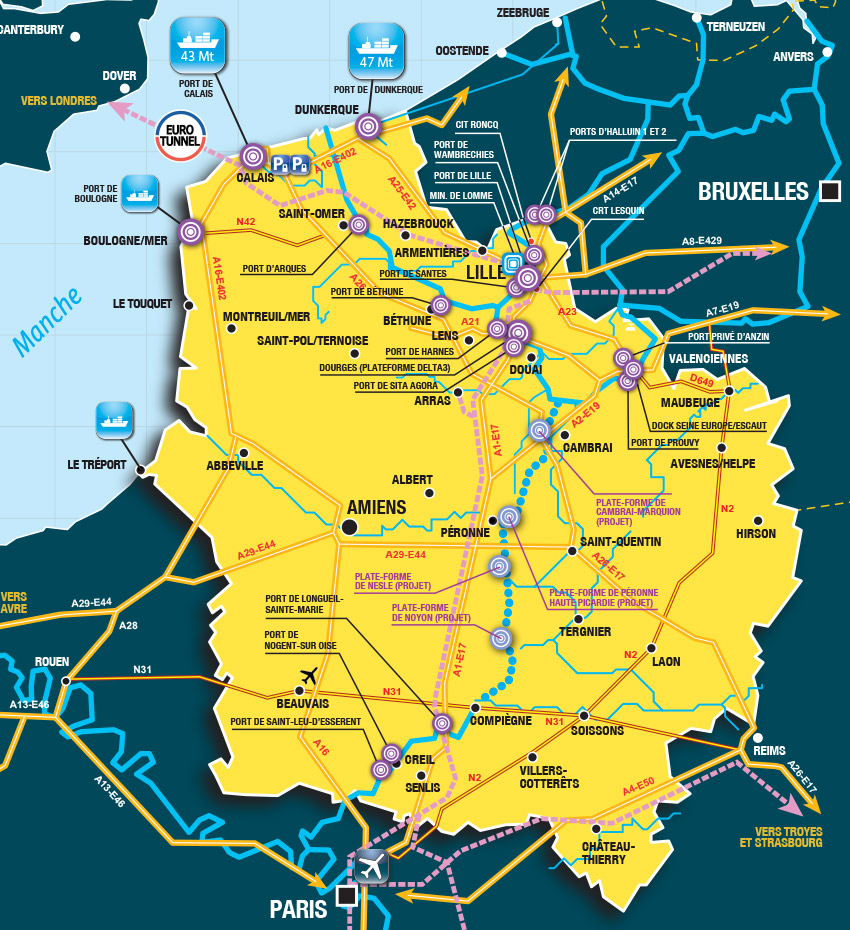 ZEEBRUGE
TERNEUZEN
CANTERBURY
OOSTENDE
ANVERS
43 Mt
47 Mt
DOVER
PORT DE
CALAIS
PORT DE DUNKERQUE
VERS LONDRES
DUNKERQUE
EURO
TUNNEL
CIT RONCQ
PORTS D'HALLUIN 1 ET 2
PORT DE
WAMBRECHIES
PORT DE LILLE
MIN. DE LOMME
CRT LESQUIN
A14-E17
BRUXELLES
CALAIS
A16-E402
A25-E42
PORT DE
BOULOGNE
SAINT-OMER
HAZEBROUCK
N42
BOULOGNE/MER
ARMENTIÈRES
A8-E429
LILLE
PORT D'ARQUES
PORT DE SANTES
A16-E402
A26
PORT DE BÉTHUNE
LE TOUQUET
MONTREUIL/MER
BÉTHUNE
A21
A23
A7-E19
Manche
SAINT-POL/TERNOISE
LENS
PORT PRIVÉ D'ANZIN
PORT DE HARNES
VALENCIENNES
DOURGES (PLATEFORME DELTA3)
DOUAI
PORT DE SITA AGORA
D649
ARRAS
MAUBEUGE
A2-E19
DOCK SEINE EUROPE/ESCAUT
A1-E17
CAMBRAI
PORT DE PROUVY
LE TRÉPORT
ABBEVILLE
AVESNES/HELPE
ALBERT
PLATE-FORME DE
CAMBRAI-MARQUION
(PROJET)
AMIENS
N2
PÉRONNE
HIRSON
SAINT-QUENTIN
A29-E44
A29-E44
A26-E17
PLATE-FORME
DE NESLE (PROJET)
PLATE-FORME DE PÉRONNE
HAUTE PICARDIE (PROJET)
VERS
AVRE
A29-E44
PORT DE LONGUEIL-
SAINTE-MARIE
PLATE-FORME
DE NOYON (PROJET)
A28
PORT DE
NOGENT-SUR OISE
TERGNIER
ROUEN
N31
A1-E17
N2
LAON
BEAUVAIS
N31
A13-E46
PORT DE SAINT-LEU-D'ESSERENT
COMPIÈGNE
N31
SOISSONS
A16
REIMS
CREIL
SENLIS
N2
VILLERS-
COTTERÊTS
A4-E50
A26-E17
A13-E46
VERS TROYES
ET STRASBOURG
CHÂTEAU-
THIERRY
PARIS